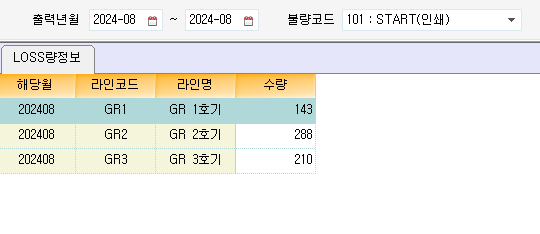 출력년월 2024-08 ~ 2024-08 불량코드 101 : START(인쇄)
LOSS량정보
해당월 라인코드 라인명 수량
202408 GR1 GR 1호기 143
202408 GR2 GR 2호기 288
202408 GR3 GR 3호기 210